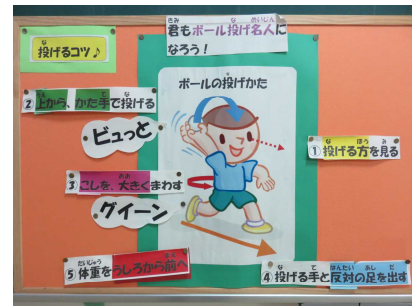 君もボール投げ名人に
なろう！
投げるコツ♪
ボールの投げかた
①投げる方を見る
②上から、かた手で投げる
ビュっと
③こしを、大きくまわす
グイーン
④投げる手と反対の足を出す
⑤体重をうしろから前へ